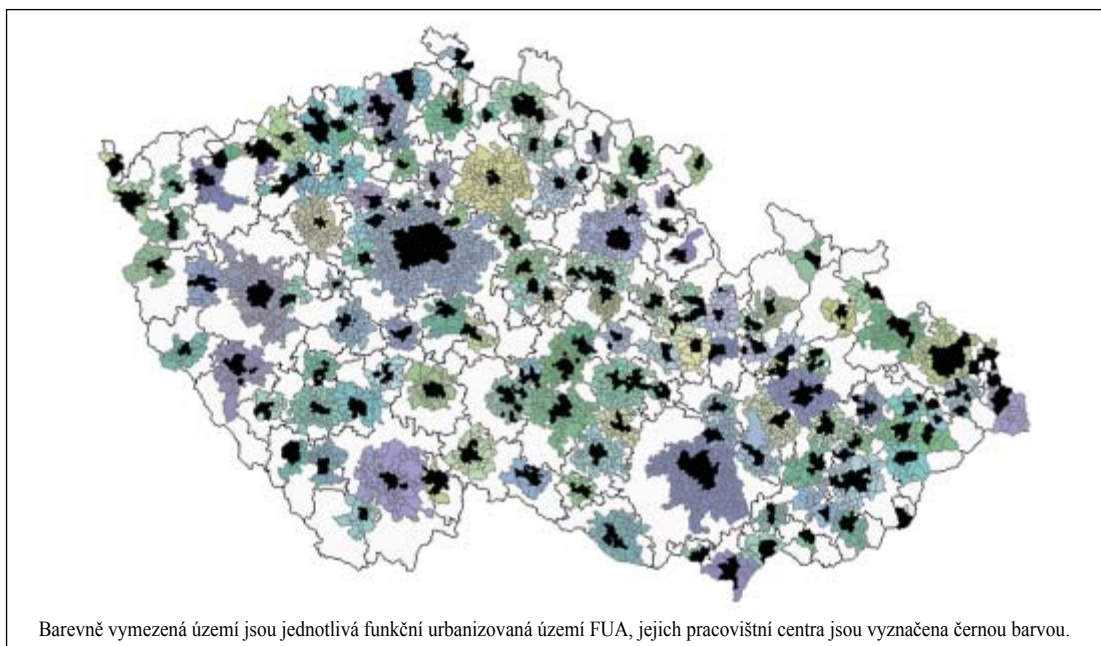 Barevně vymezená území jsou jednotlivá funkční urbanizovaná území FUA, jejich pracovištní centra jsou vyznačena černou barvou.